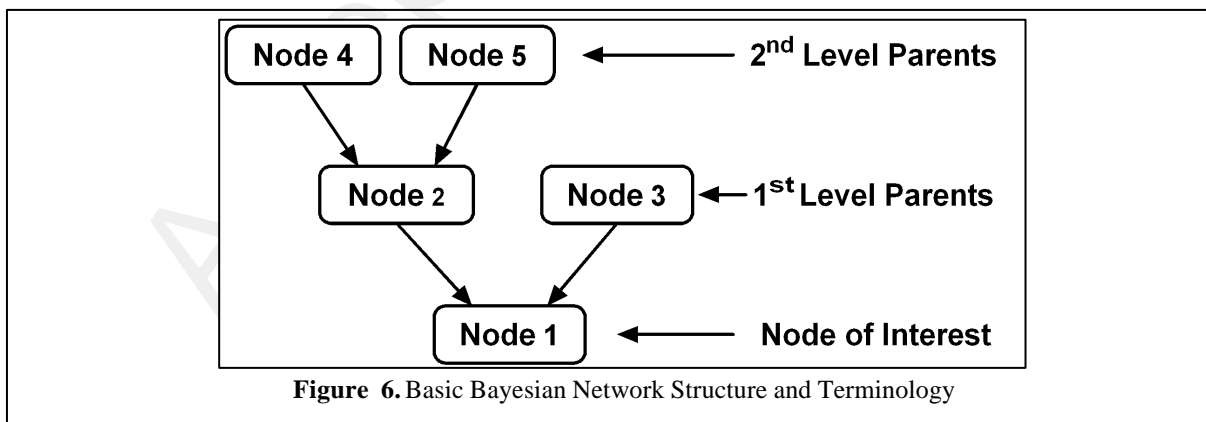 Node 4 Node 5 2nd Level Parents
Node 2 Node 3 1st Level Parents
Node 1 Node of Interest
Figure 6. Basic Bayesian Network Structure and Terminology